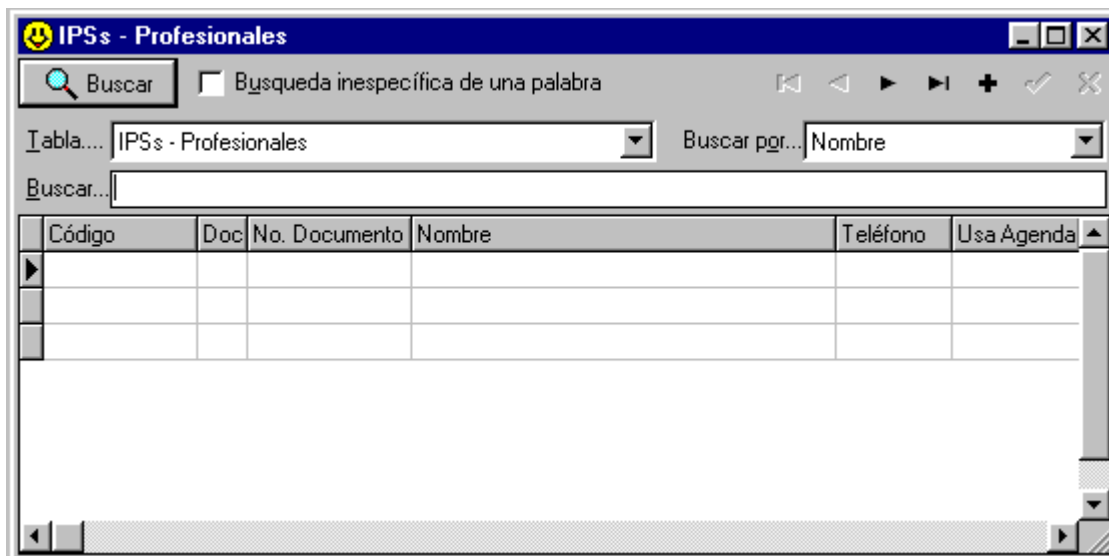 IPSs - Profesionales
Buscar Busqueda inespecífica de una palabra
Tabla.... IPSs - Profesionales Buscar por... Nombre
Buscar...
Código Doc No. Documento Nombre Teléfono Usa Agenda